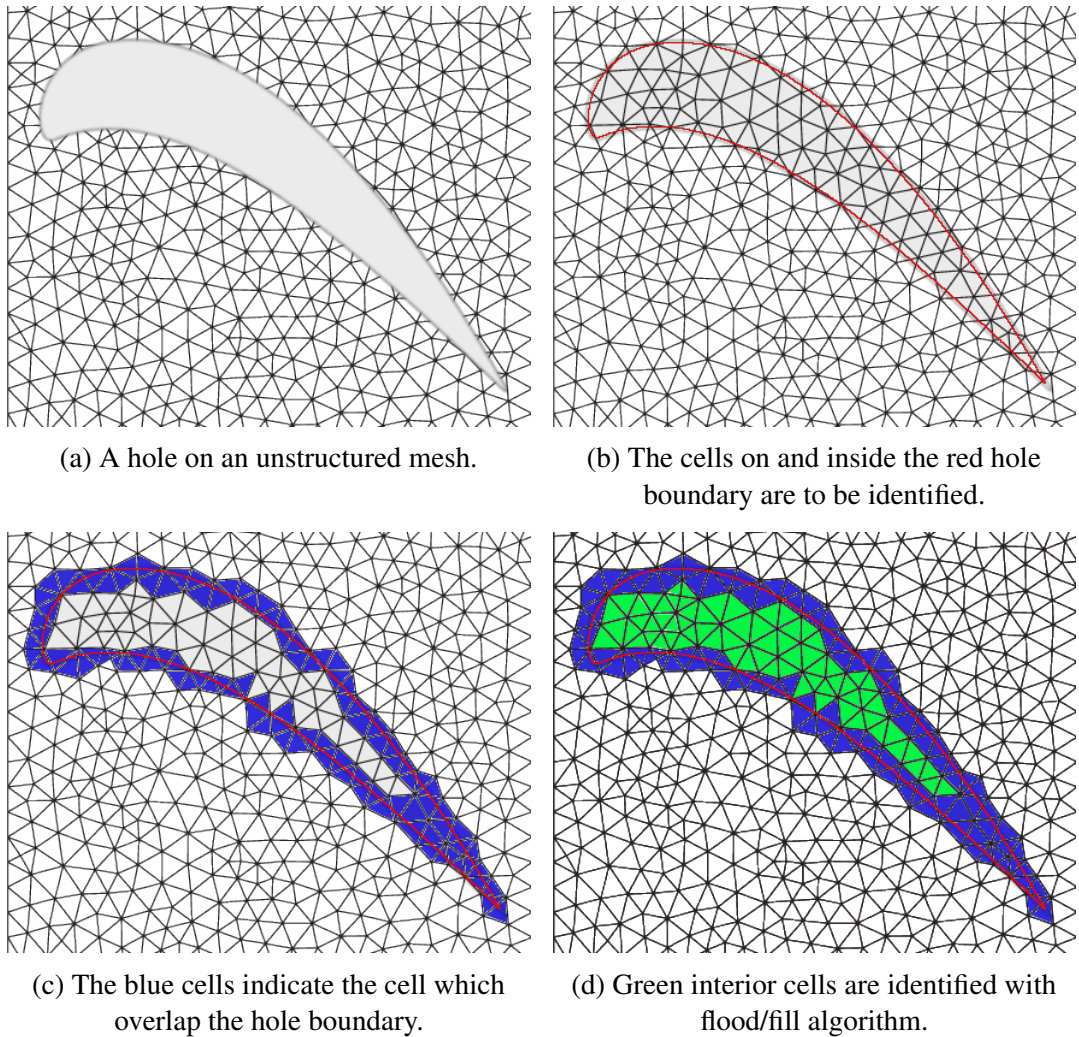 (a) A hole on an unstructured mesh.
(b) The cells on and inside the red hole
boundary are to be identified.
(c) The blue cells indicate the cell which
overlap the hole boundary.
(d) Green interior cells are identified with
flood/fill algorithm.